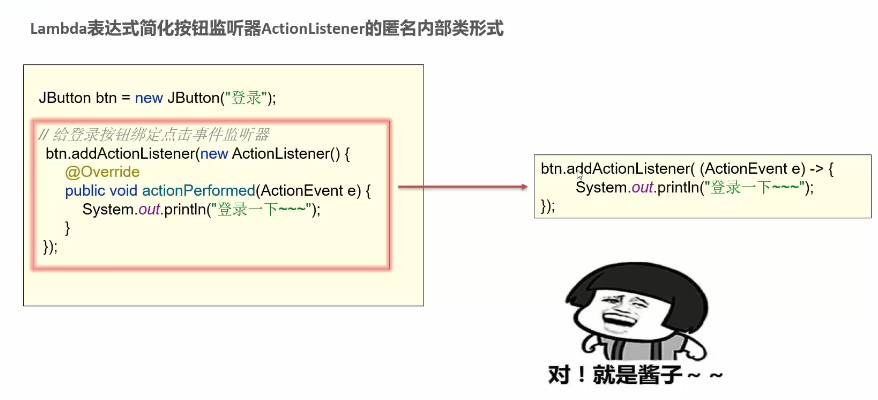 Lambda表达式简化按钮监听器ActionListener的匿名内部类形式
JButton btn = new JButton("登录");
// 给登录按钮绑定点击事件监听器
btn.addActionListener(new ActionListener() {
@Override
public void actionPerformed(ActionEvent e) {
System.out.println("登录一下~~~");
}
});
btn.addActionListener( (ActionEvent e) -> {
System.out.println("登录一下~~~");
});
对！就是酱子～～